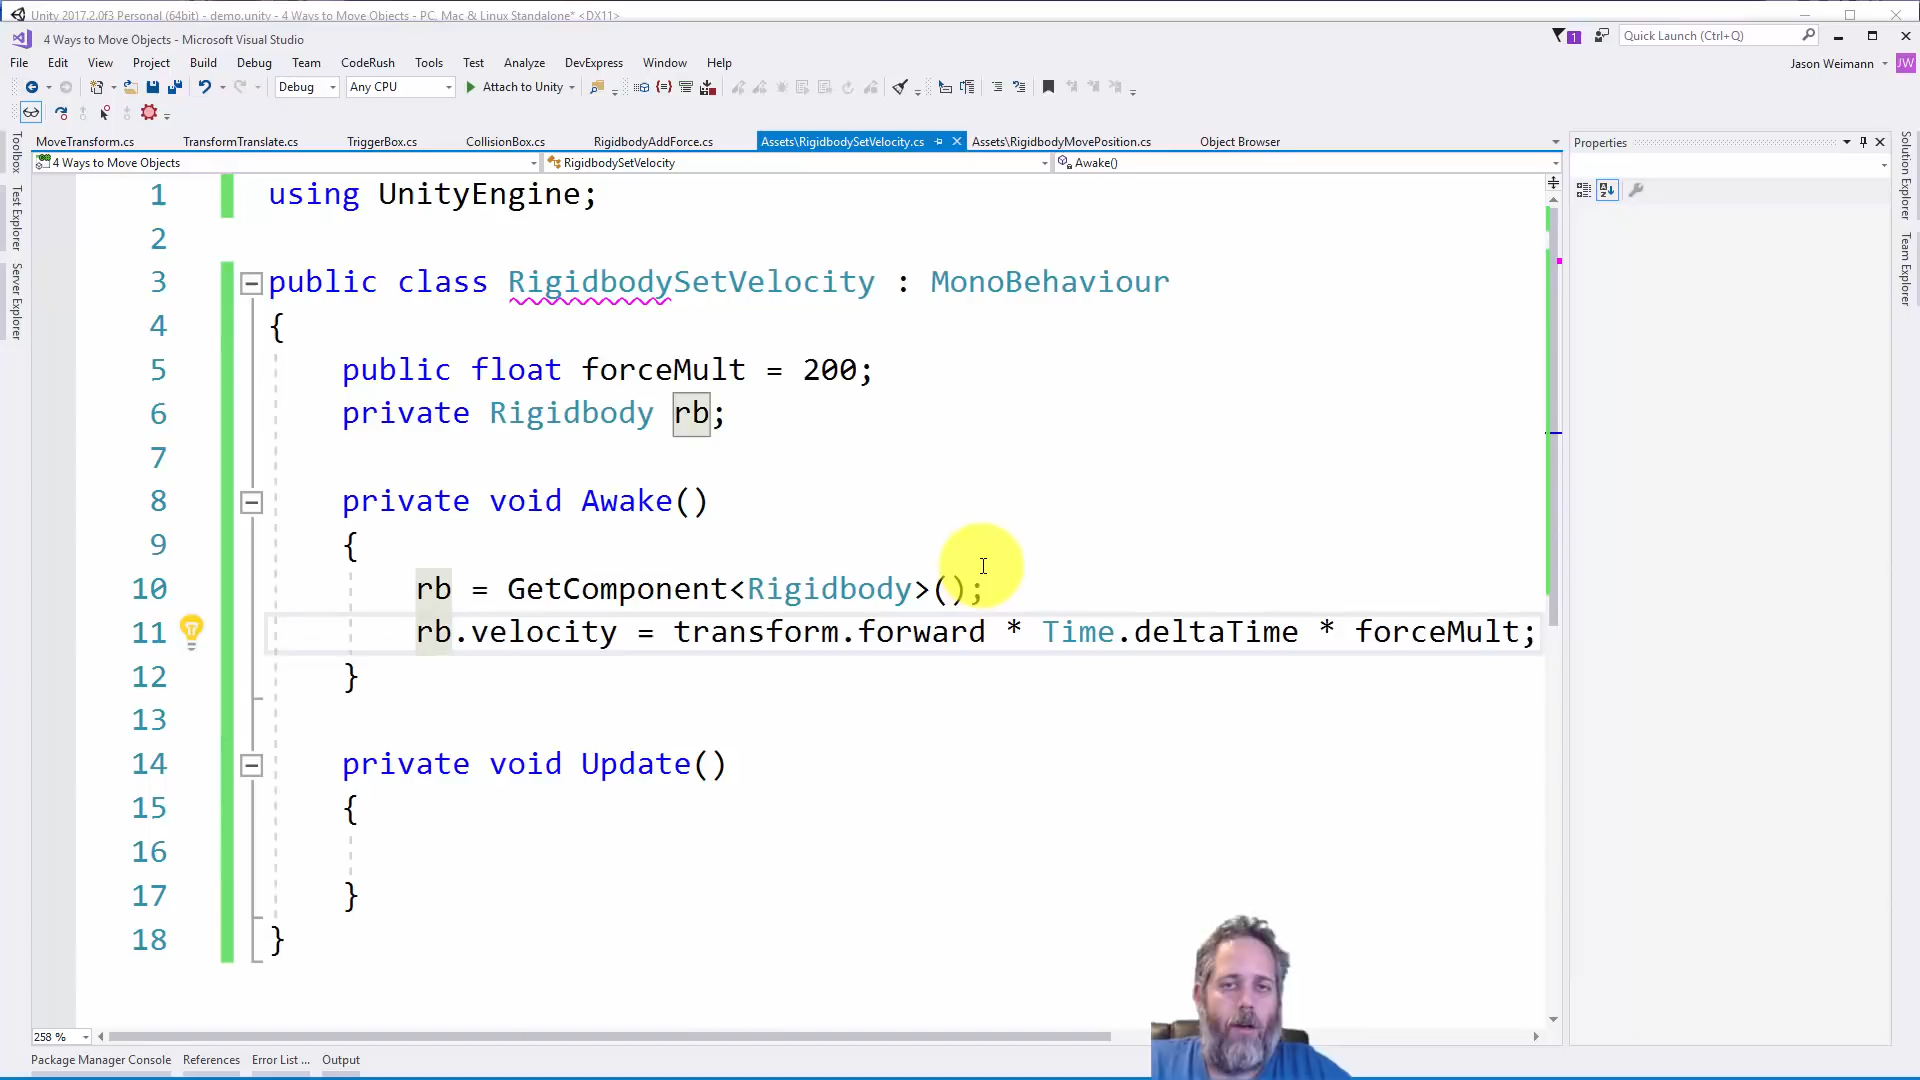 Unity 2017.2.0f3 Personal (64bit) - demo.unity - 4 Ways to Move Objects - PC, Mac & Linux Standalone* <DX11>
4 Ways to Move Objects - Microsoft Visual Studio
1
Quick Launch (Ctrl+Q)
File Edit View Project Build Debug Team CodeRush Tools Test Analyze DevExpress Window Help
Jason Weimann JW
Debug Any CPU Attach to Unity
MoveTransform.cs TransformTranslate.cs TriggerBox.cs CollisionBox.cs RigidbodyAddForce.cs Assets\RigidbodySetVelocity.cs Assets\RigidbodyMovePosition.cs Object Browser
Properties
4 Ways to Move Objects RigidbodySetVelocity Awake()
Toolbox
Test Explorer
Server Explorer
Solution Explorer
Team Explorer
1 using UnityEngine;
2
3 public class RigidbodySetVelocity : MonoBehaviour
4 {
5 public float forceMult = 200;
6 private Rigidbody rb;
7
8 private void Awake()
9 {
10 rb = GetComponent<Rigidbody>();
11 rb.velocity = transform.forward * Time.deltaTime * forceMult;
12 }
13
14 private void Update()
15 {
16
17 }
18 }
258 %
Package Manager Console References Error List ... Output